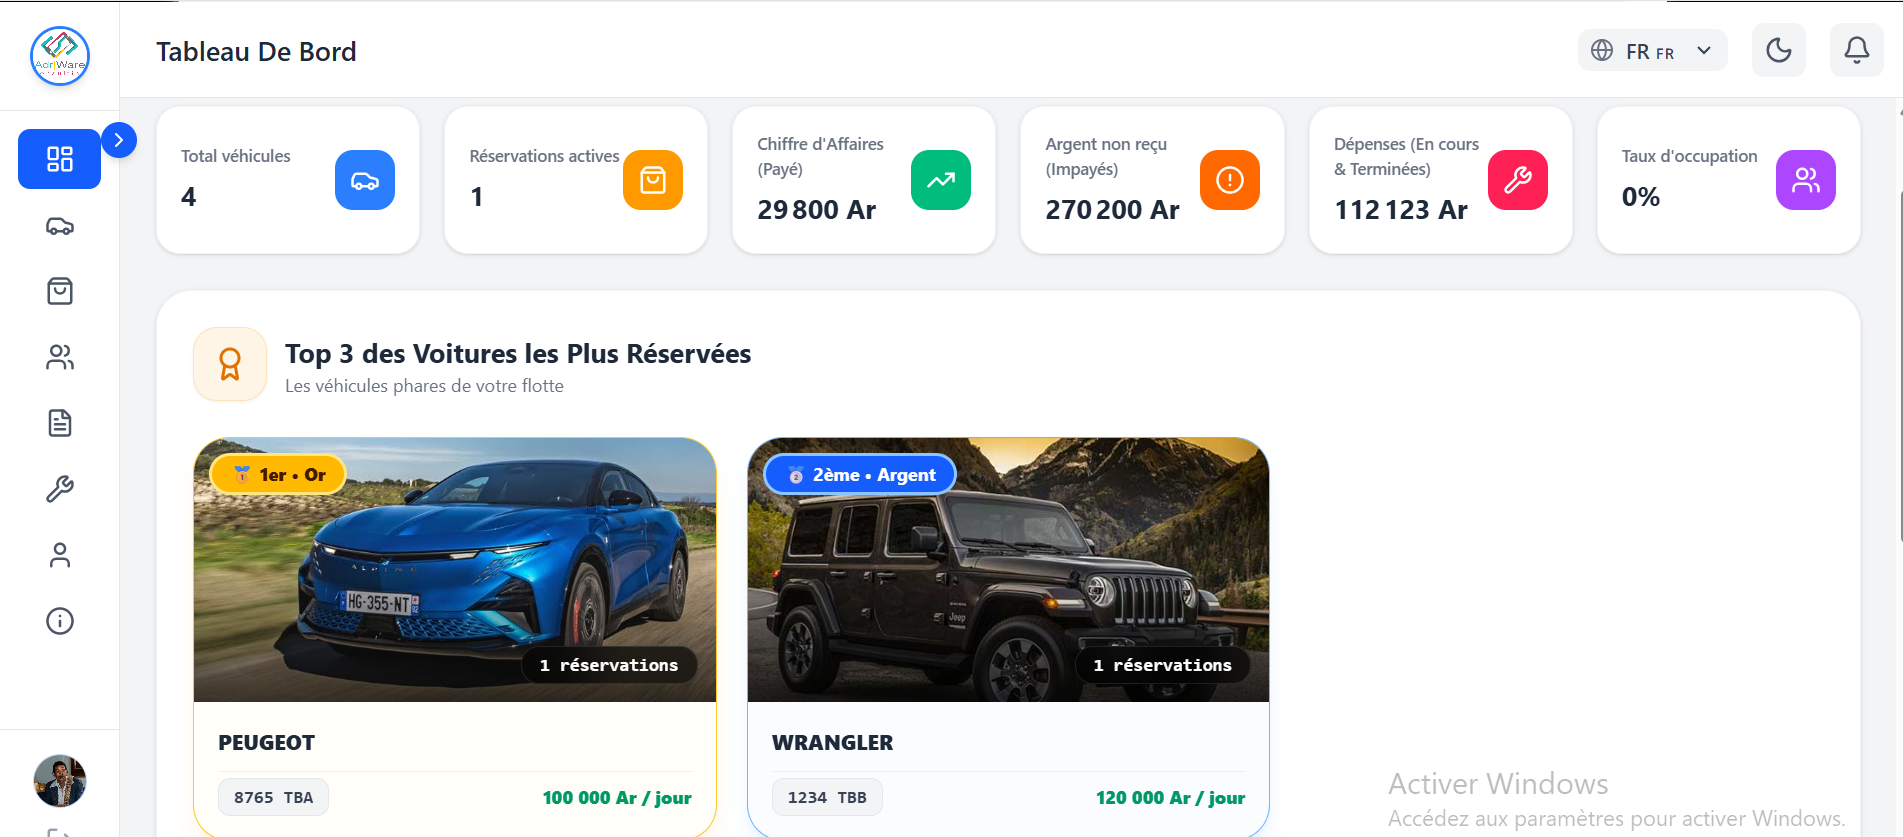 AdriWare
Tableau De Bord
FR FR
Total véhicules
4
Réservations actives
1
Chiffre d'Affaires
(Payé)
29 800 Ar
Argent non reçu
(Impayés)
270 200 Ar
Dépenses (En cours
& Terminées)
112 123 Ar
Taux d'occupation
0%
Top 3 des Voitures les Plus Réservées
Les véhicules phares de votre flotte
1er • Or
ALPINE
HG-355-NT
1 réservations
PEUGEOT
8765 TBA
100 000 Ar / jour
2ème • Argent
Jeep
1 réservations
WRANGLER
1234 TBB
120 000 Ar / jour
Activer Windows
Accédez aux paramètres pour activer Windows.